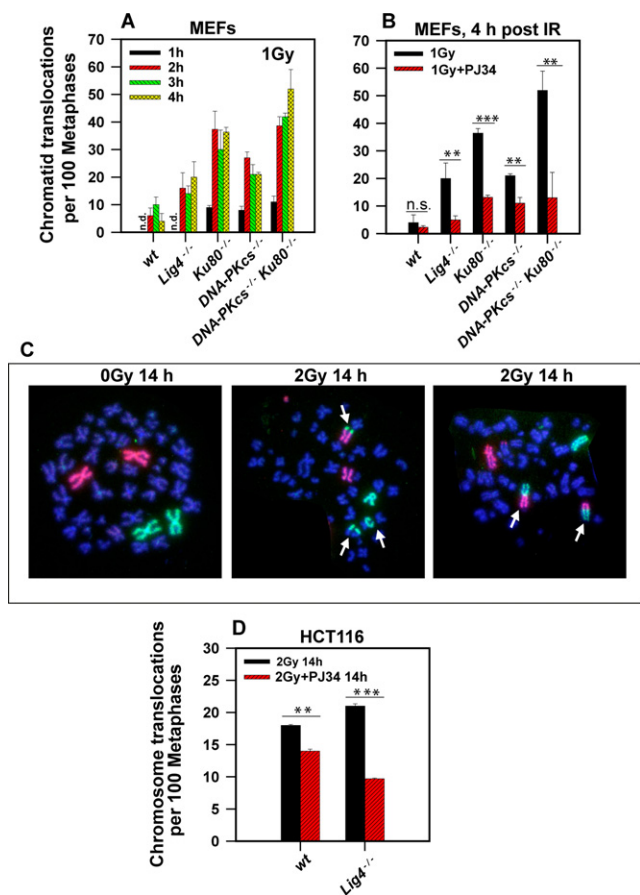 A
MEFs
1Gy
1h
2h
3h
4h
Chromatid translocations
per 100 Metaphases
70
60
50
40
30
20
10
0
n.d.
n.d.
wt
Lig4-/-
Ku80-/-
DNA-PKcs-/-
DNA-PKcs-/- Ku80-/-
B
MEFs, 4 h post IR
1Gy
1Gy+PJ34
70
60
50
40
30
20
10
0
n.s.
**
***
**
**
wt
Lig4-/-
Ku80-/-
DNA-PKcs-/-
DNA-PKcs-/- Ku80-/-
C
0Gy 14 h
2Gy 14 h
2Gy 14 h
D
HCT116
2Gy 14h
2Gy+PJ34 14h
Chromosome translocations
per 100 Metaphases
30
25
20
15
10
5
0
**
***
wt
Lig4-/-